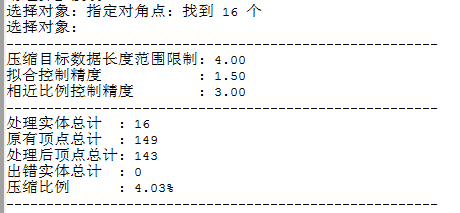 选择对象: 指定对角点: 找到 16 个
选择对象:
------------------------------------------------------
压缩目标数据长度范围限制: 4.00
拟合控制精度 : 1.50
相近比例控制精度 : 3.00
------------------------------------------------------
处理实体总计 : 16
原有顶点总计 : 149
处理后顶点总计: 143
出错实体总计 : 0
压缩比例 : 4.03%
------------------------------------------------------